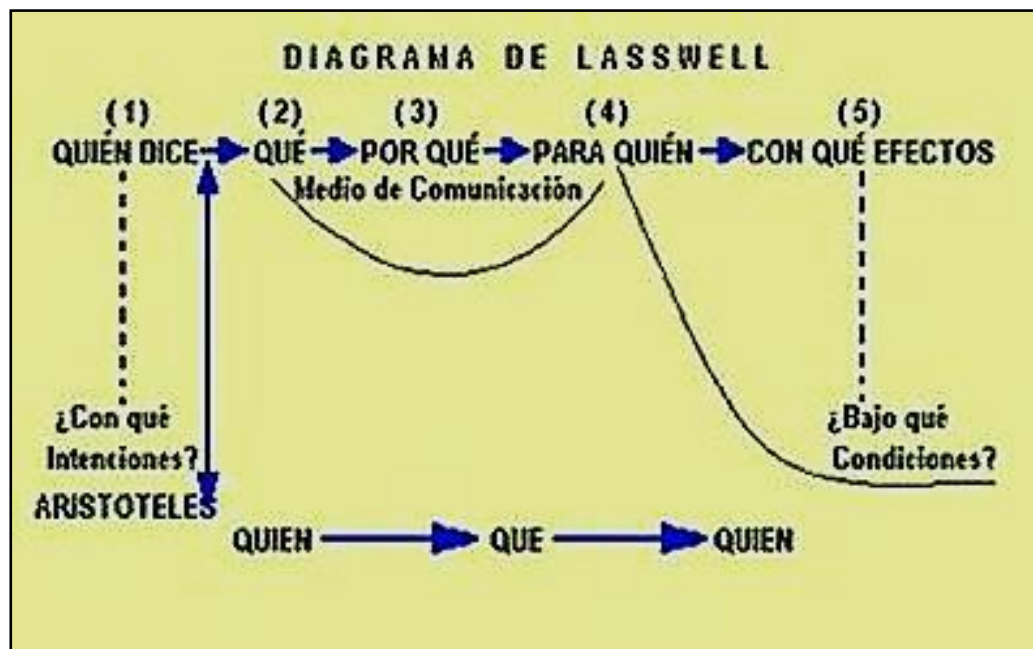 DIAGRAMA DE LASSWELL
(1) (2) (3) (4) (5)
QUIÉN DICE QUÉ POR QUÉ PARA QUIÉN CON QUÉ EFECTOS
Medio de Comunicación
¿Con qué
Intenciones?
¿Bajo qué
Condiciones?
ARISTOTELES
QUIEN QUE QUIEN